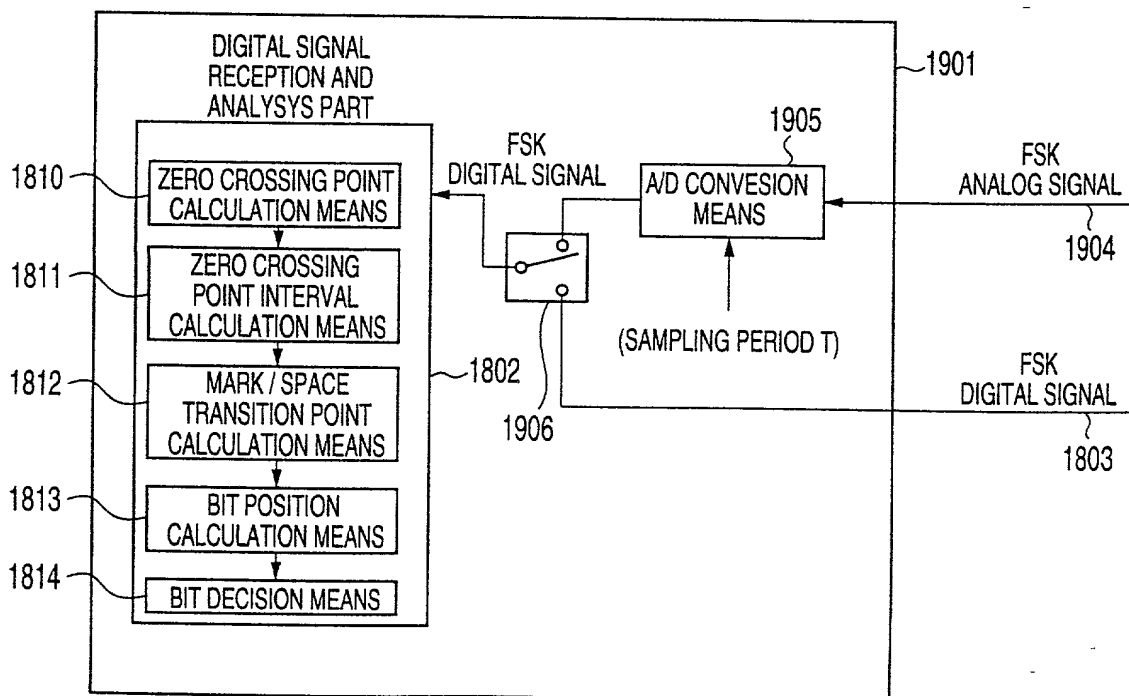 DIGITAL SIGNAL
RECEPTION AND
ANALYSYS PART
1901
1905
FSK
DIGITAL SIGNAL
A/D CONVESION
MEANS
FSK
ANALOG SIGNAL
1904
1810
ZERO CROSSING POINT
CALCULATION MEANS
1811
ZERO CROSSING
POINT INTERVAL
CALCULATION MEANS
(SAMPLING PERIOD T)
1802
1906
FSK
DIGITAL SIGNAL
1803
1812
MARK / SPACE
TRANSITION POINT
CALCULATION MEANS
1813
BIT POSITION
CALCULATION MEANS
1814
BIT DECISION MEANS